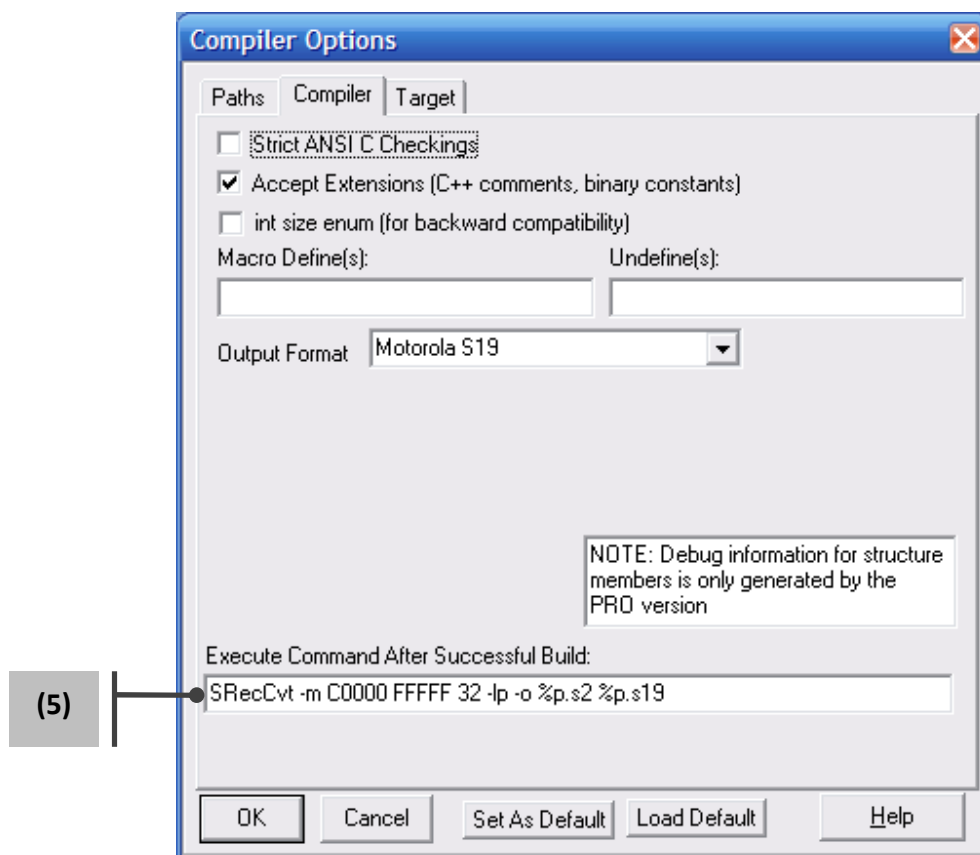 Compiler Options
Paths Compiler Target
Strict ANSI C Checkings
Accept Extensions (C++ comments, binary constants)
int size enum (for backward compatibility)
Macro Define(s): Undefine(s):
Output Format Motorola S19
NOTE: Debug information for structure
members is only generated by the
PRO version
Execute Command After Successful Build:
(5) SRecCvt -m C0000 FFFFF 32 -lp -o %p.s2 %p.s19
OK Cancel Set As Default Load Default Help